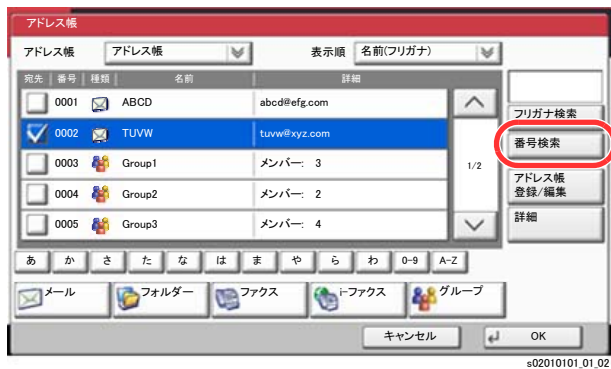 アドレス帳
アドレス帳 アドレス帳 表示順 名前(フリガナ)
宛先 番号 種類 名前 詳細
0001 ABCD abc​d@efg.com
フリガナ検索
0002 TUVW tuvw@xyz.com
番号検索
0003 Group1 メンバー: 3
1/2
アドレス帳
登録/編集
0004 Group2 メンバー: 2
0005 Group3 メンバー: 4
詳細
あ か さ た な は ま や ら わ 0-9 A-Z
メール フォルダー ファクス i-ファクス グループ
キャンセル OK
s02010101_01_02